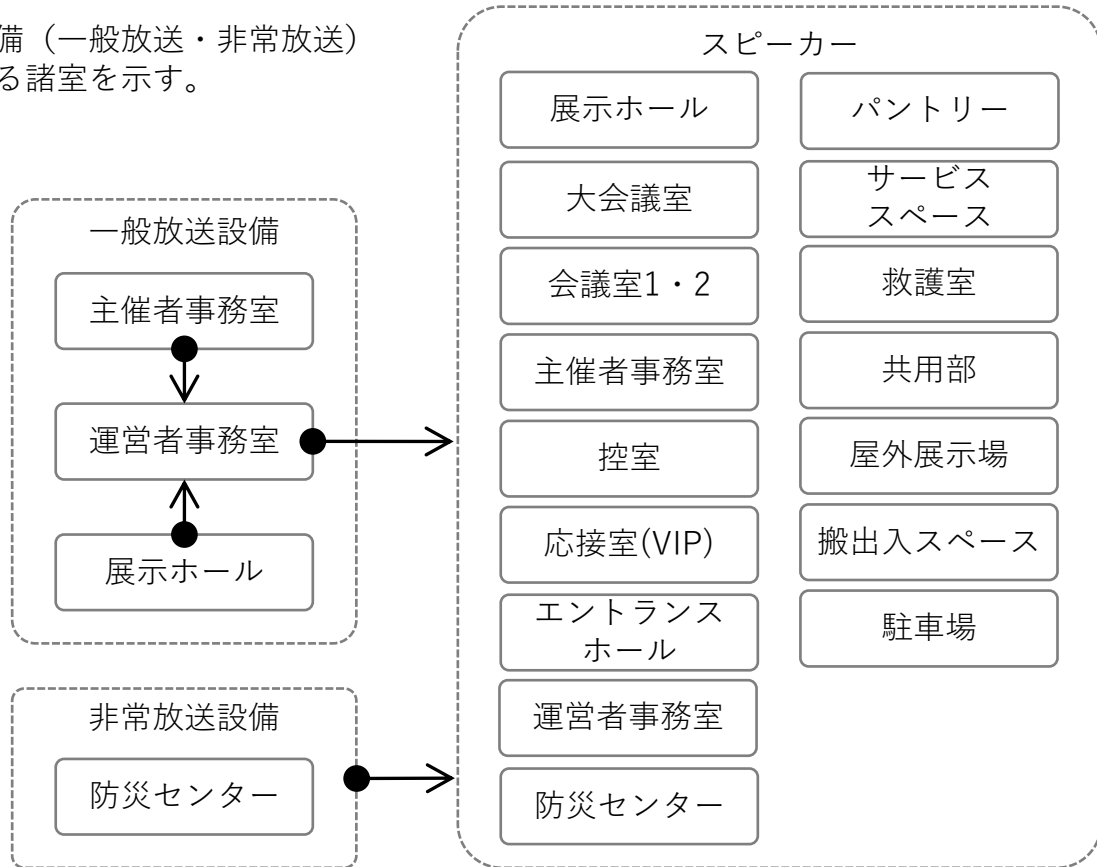 備（一般放送・非常放送）
る諸室を示す。
一般放送設備
主催者事務室
運営者事務室
展示ホール
非常放送設備
防災センター
スピーカー
展示ホール
大会議室
会議室1・2
主催者事務室
控室
応接室(VIP)
エントランス
ホール
運営者事務室
防災センター
パントリー
サービス
スペース
救護室
共用部
屋外展示場
搬出入スペース
駐車場